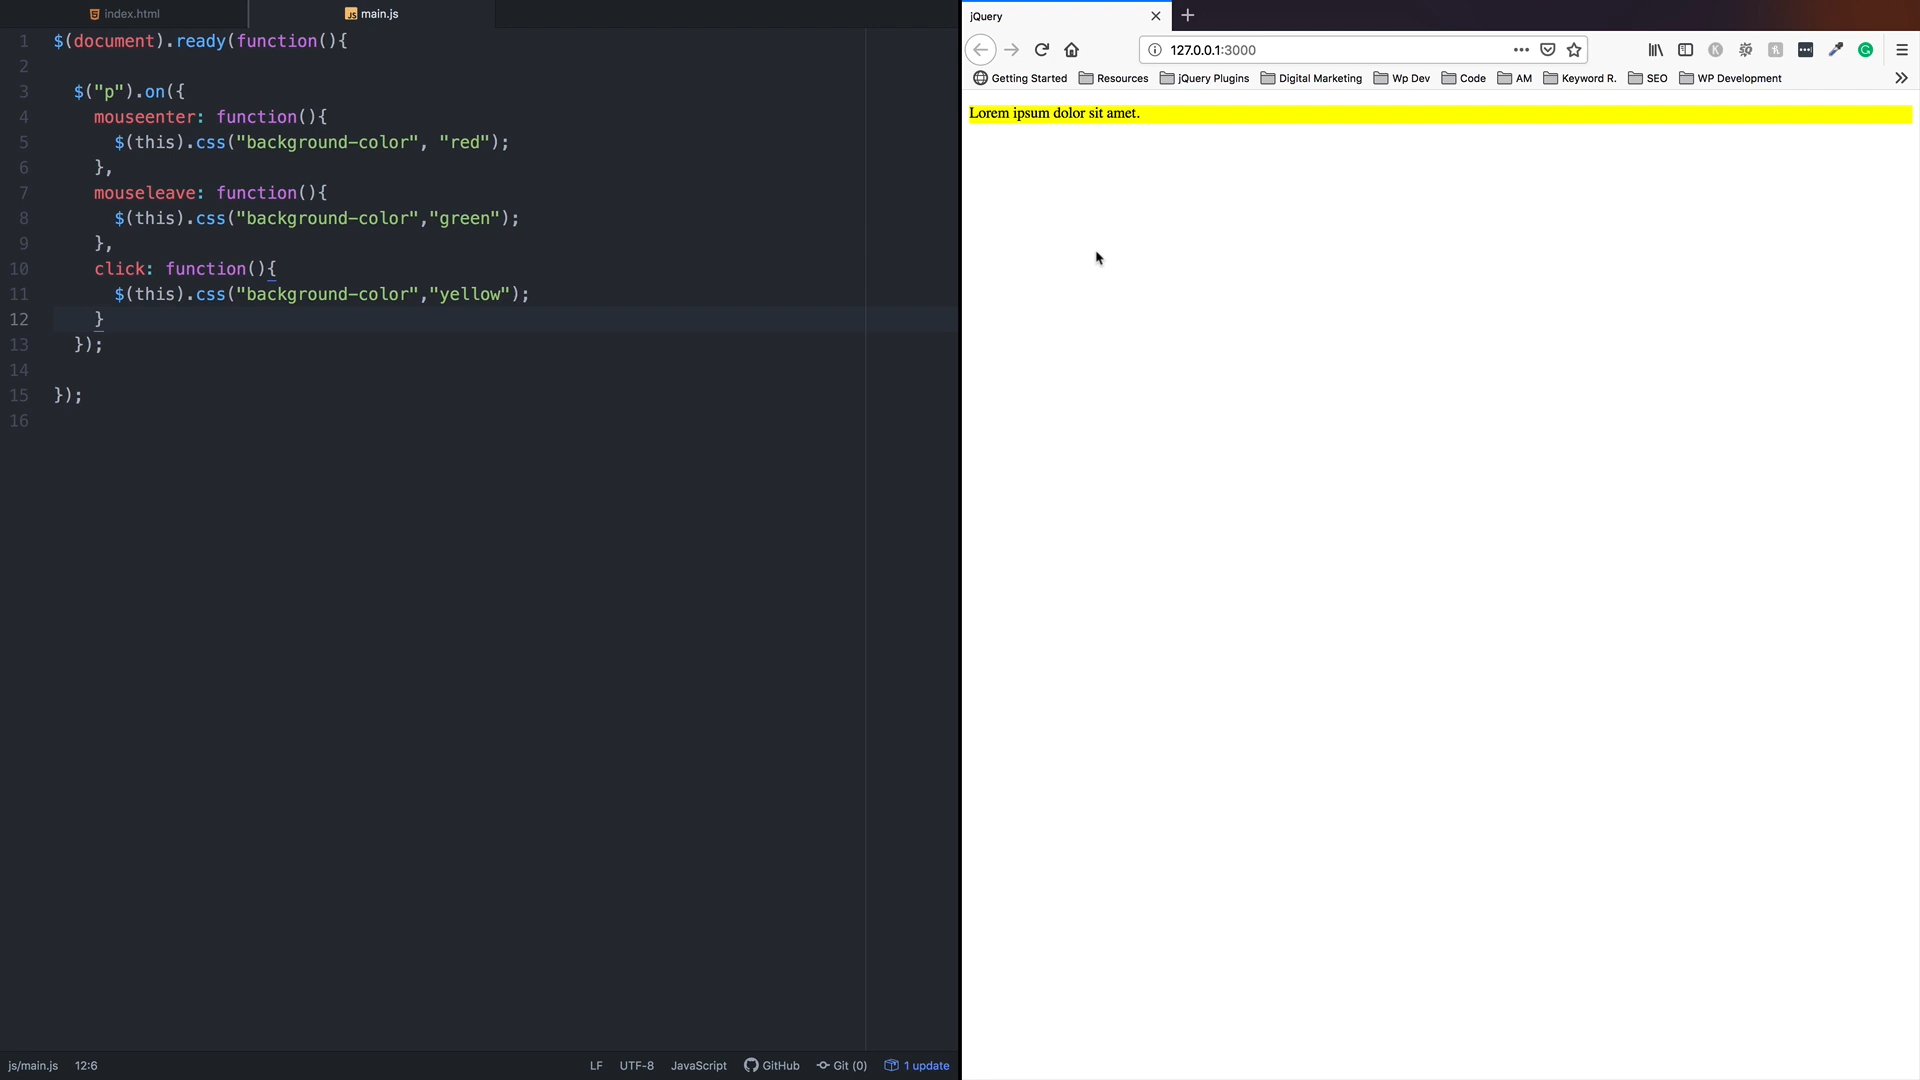 index.html
main.js
1 $(document).ready(function(){
2
3 $("p").on({
4 mouseenter: function(){
5 $(this).css("background-color", "red");
6 },
7 mouseleave: function(){
8 $(this).css("background-color","green");
9 },
10 click: function(){
11 $(this).css("background-color","yellow");
12 }
13 });
14
15 });
16
js/main.js 12:6 LF UTF-8 JavaScript GitHub Git (0) 1 update
jQuery
127.0.0.1:3000
Getting Started Resources jQuery Plugins Digital Marketing Wp Dev Code AM Keyword R. SEO WP Development
Lorem ipsum dolor sit amet.